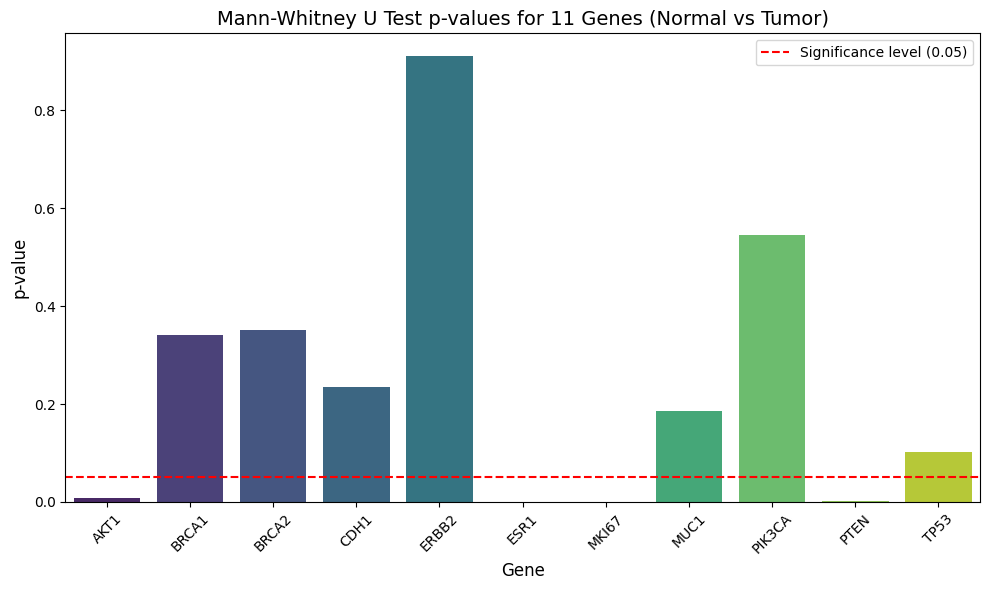 Mann-Whitney U Test p-values for 11 Genes (Normal vs Tumor)
Significance level (0.05)
p-value
0.8
0.6
0.4
0.2
0.0
AKT1
BRCA1
BRCA2
CDH1
ERBB2
ESR1
MKI67
MUC1
PIK3CA
PTEN
TP53
Gene